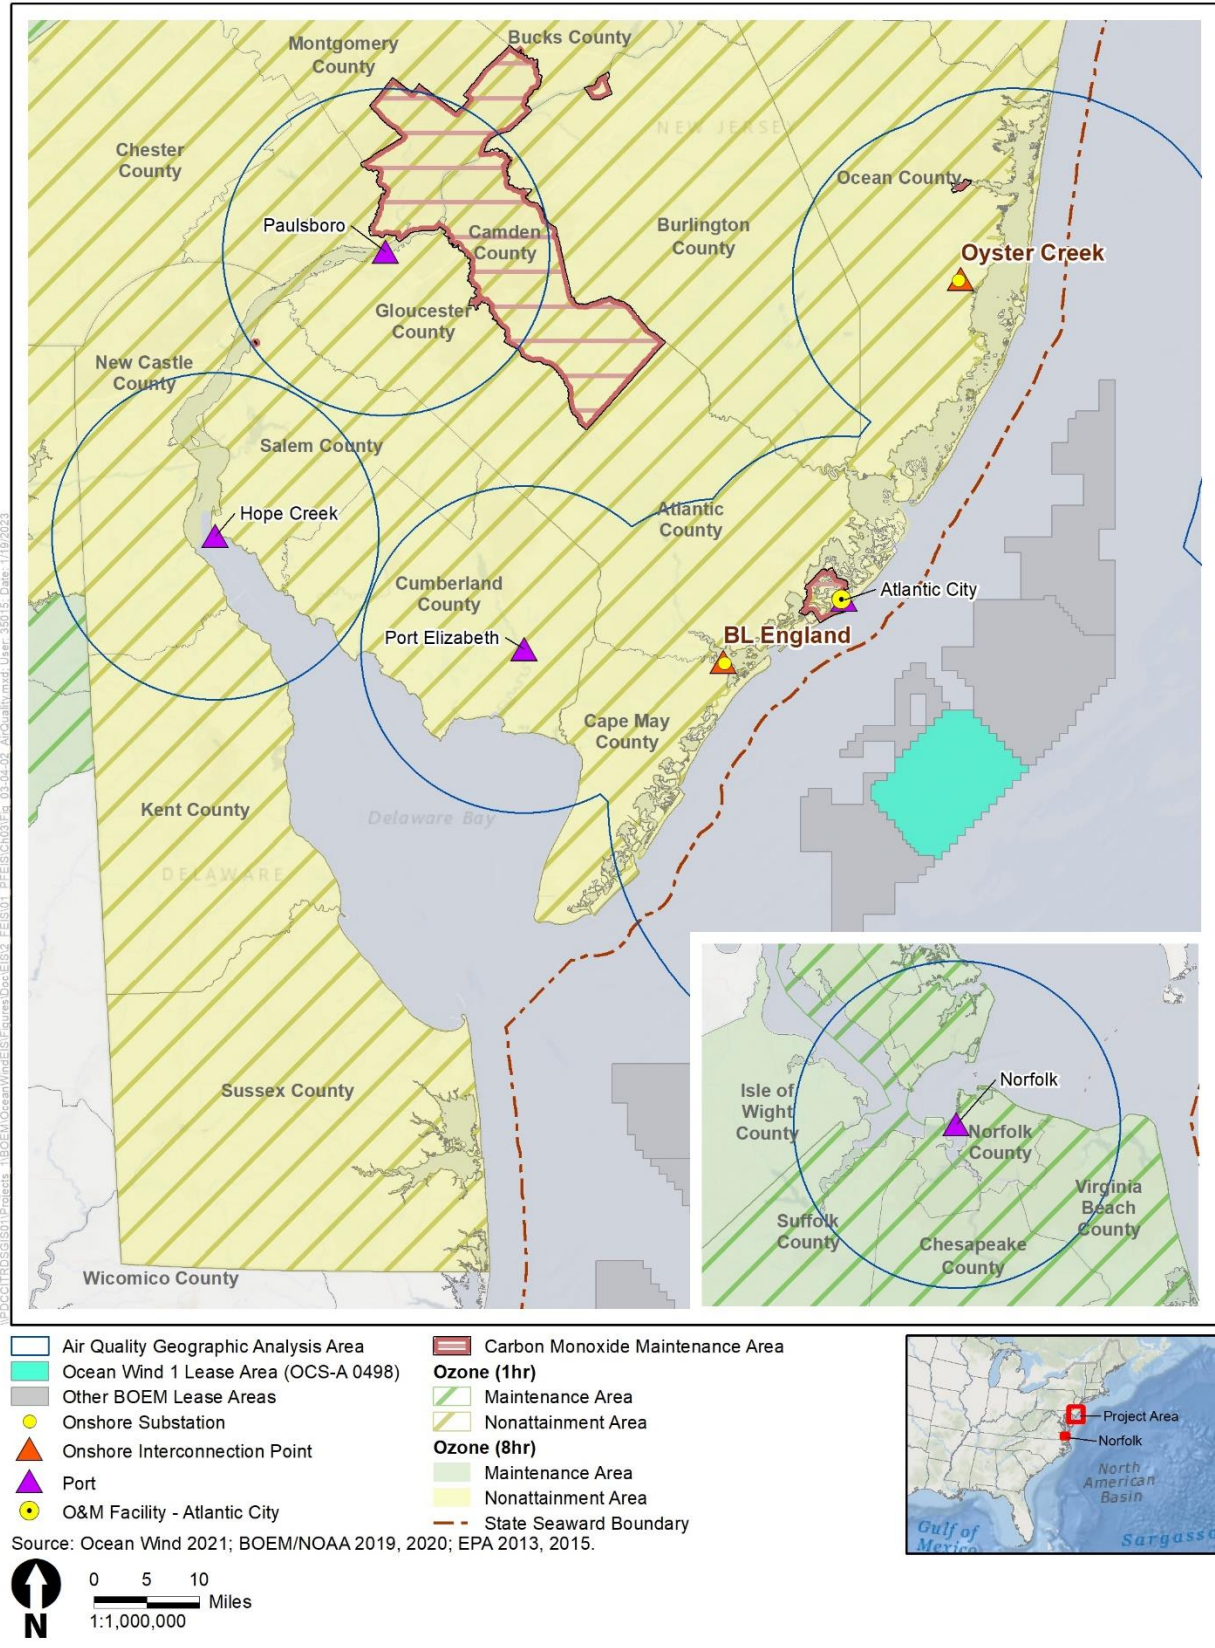 Montgomery
County
Bucks County
NEW JERSEY
Chester
County
Ocean County
Paulsboro
Camden
County
Burlington
County
Oyster Creek
Gloucester
County
New Castle
County
Salem County
Hope Creek
Atlantic
County
Cumberland
County
Atlantic City
Port Elizabeth
BL England
Cape May
County
Kent County
Delaware Bay
DELAWARE
Norfolk
Isle of
Wight
County
Norfolk
County
Sussex County
Virginia
Beach
County
Suffolk
County
Chesapeake
County
Wicomico County
Air Quality Geographic Analysis Area
Ocean Wind 1 Lease Area (OCS-A 0498)
Other BOEM Lease Areas
Onshore Substation
Onshore Interconnection Point
Port
O&M Facility - Atlantic City
Carbon Monoxide Maintenance Area
Ozone (1hr)
Maintenance Area
Nonattainment Area
Ozone (8hr)
Maintenance Area
Nonattainment Area
State Seaward Boundary
Project Area
Norfolk
North
American
Basin
Gulf of
Mexico
Sargasso
Source: Ocean Wind 2021; BOEM/NOAA 2019, 2020; EPA 2013, 2015.
N
0 5 10
Miles
1:1,000,000